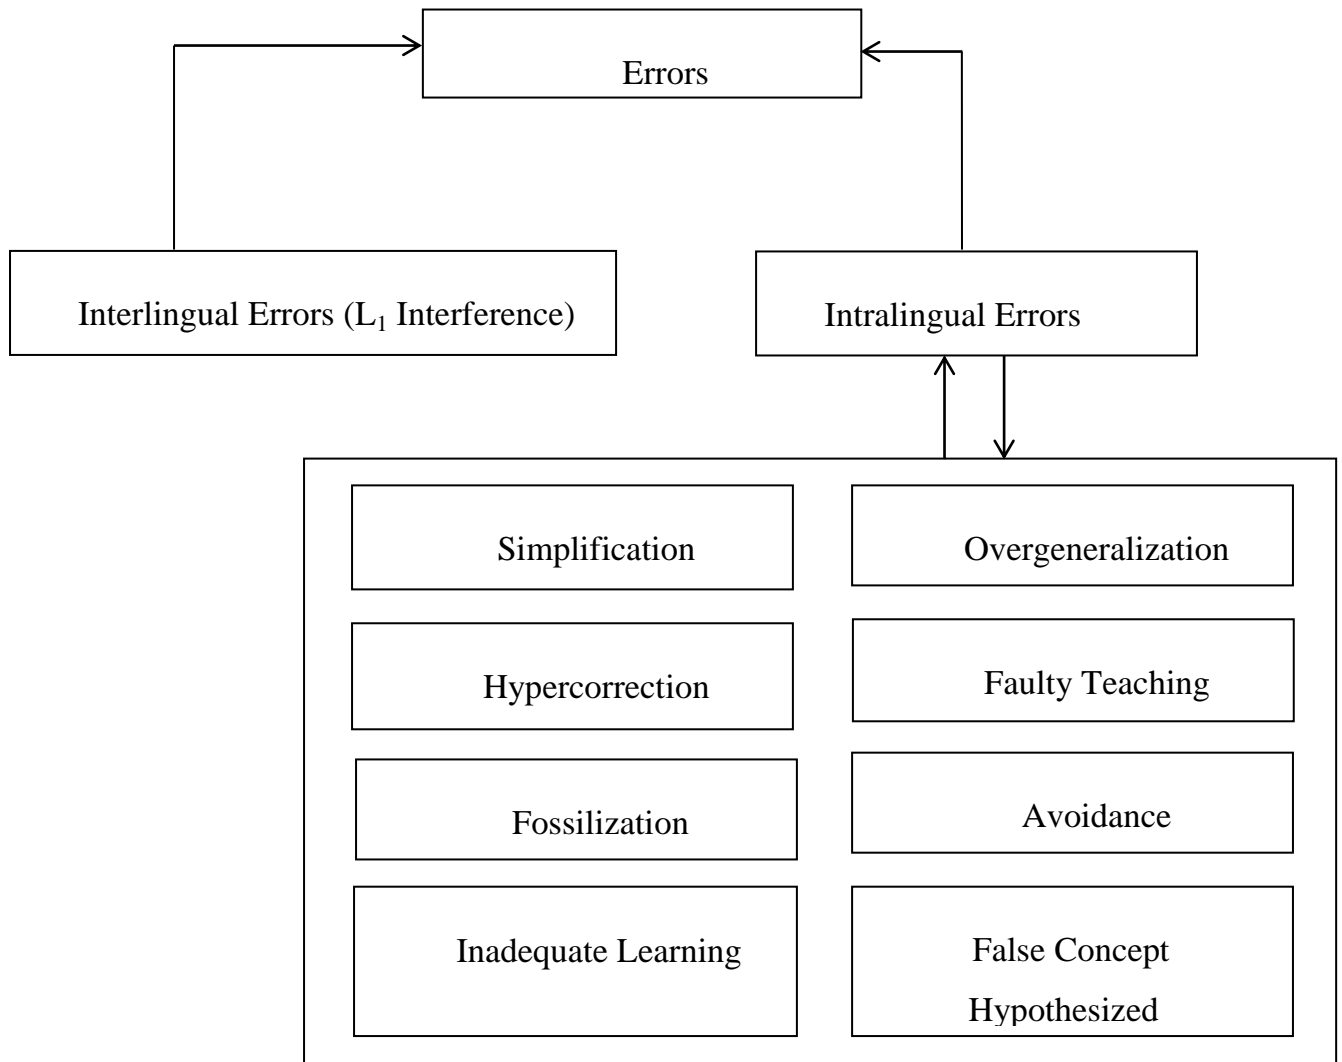 Errors
Interlingual Errors (L₁ Interference)
Intralingual Errors
Simplification
Overgeneralization
Hypercorrection
Faulty Teaching
Fossilization
Avoidance
Inadequate Learning
False Concept
Hypothesized